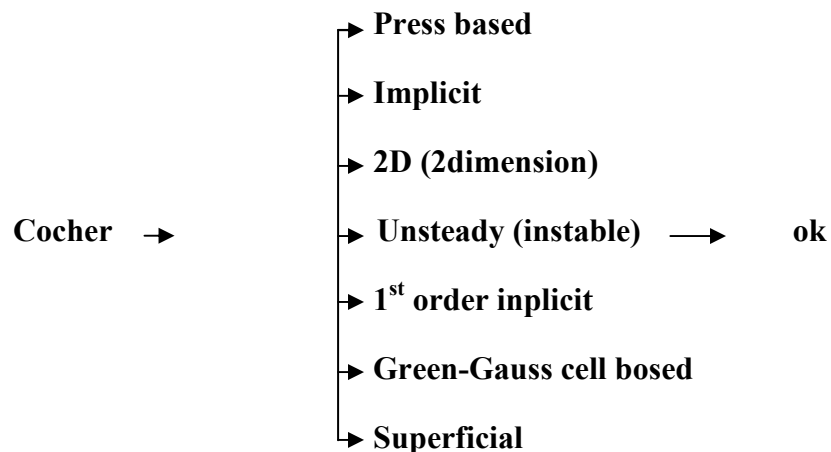 Press based
Implicit
2D (2dimension)
Cocher → Unsteady (instable) → ok
1st order inplicit
Green-Gauss cell bosed
Superficial